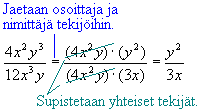 Jaetaan osoittaja ja
nimittäjä tekijöihin.
4x²y³/12x³y = (4x²y)·(y²)/(4x²y)·(3x) = y²/3x
Supistetaan yhteiset tekijät.